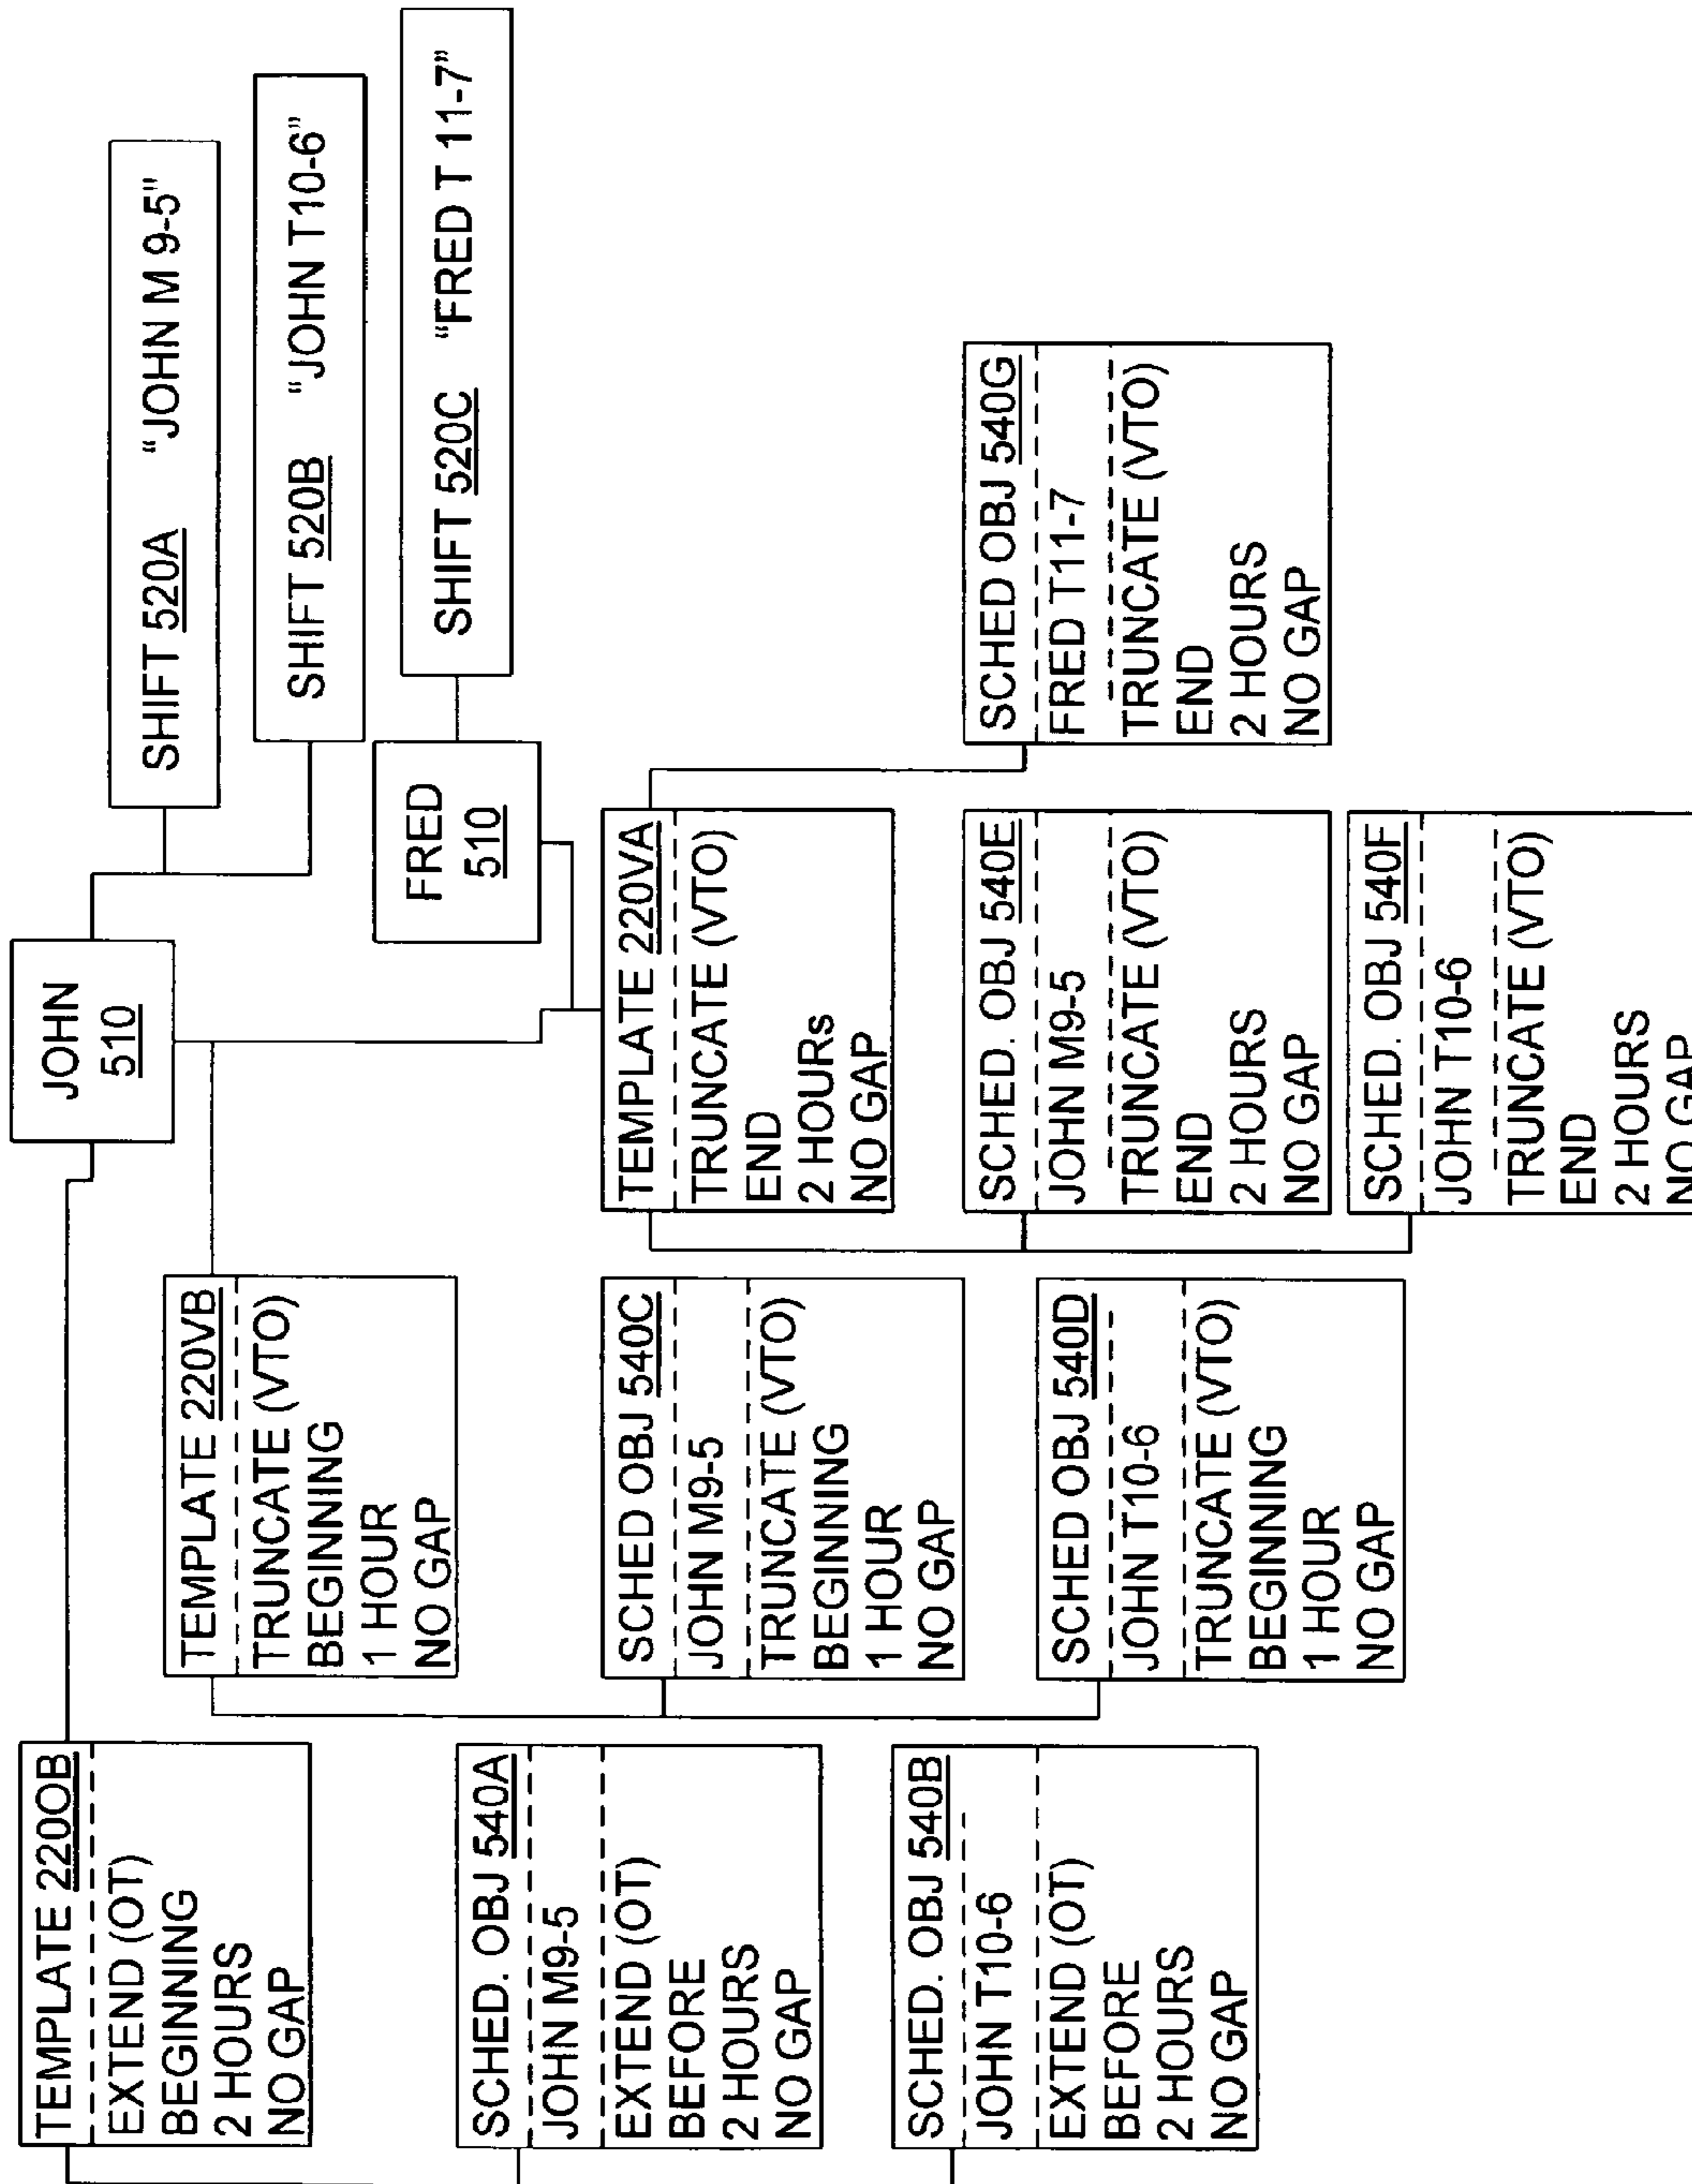 JOHN
510
SHIFT 520A "JOHN M 9-5"
SHIFT 520B "JOHN T10-6"
FRED
510
SHIFT 520C "FRED T 11-7"
TEMPLATE 220OB
EXTEND (OT)
BEGINNING
2 HOURS
NO GAP
TEMPLATE 220VB
TRUNCATE (VTO)
BEGINNING
1 HOUR
NO GAP
TEMPLATE 220VA
TRUNCATE (VTO)
END
2 HOURs
NO GAP
SCHED. OBJ 540A
JOHN M9-5
EXTEND (OT)
BEFORE
2 HOURS
NO GAP
SCHED OBJ 540C
JOHN M9-5
TRUNCATE (VTO)
BEGINNING
1 HOUR
NO GAP
SCHED. OBJ 540E
JOHN M9-5
TRUNCATE (VTO)
END
2 HOURS
NO GAP
SCHED OBJ 540G
FRED T11-7
TRUNCATE (VTO)
END
2 HOURS
NO GAP
SCHED. OBJ 540B
JOHN T10-6
EXTEND (OT)
BEFORE
2 HOURS
NO GAP
SCHED OBJ 540D
JOHN T10-6
TRUNCATE (VTO)
BEGINNING
1 HOUR
NO GAP
SCHED. OBJ 540F
JOHN T10-6
TRUNCATE (VTO)
END
2 HOURS
NO GAP